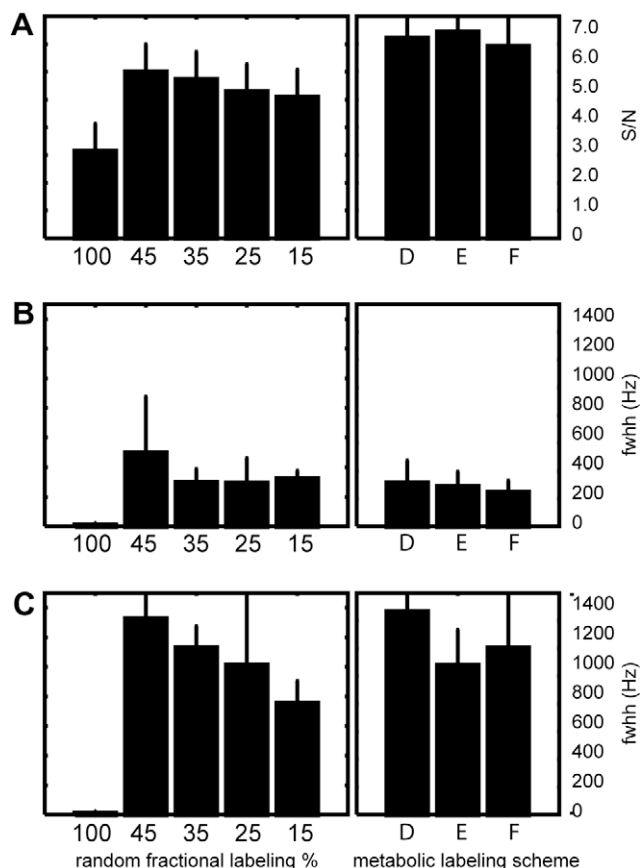 A
7.0
6.0
5.0
4.0
3.0
2.0
1.0
0
S/N
100 45 35 25 15 D E F
B
1400
1200
1000
800
600
400
200
0
fwhh (Hz)
100 45 35 25 15 D E F
C
1400
1200
1000
800
600
400
200
0
fwhh (Hz)
100 45 35 25 15 D E F
random fractional labeling % metabolic labeling scheme